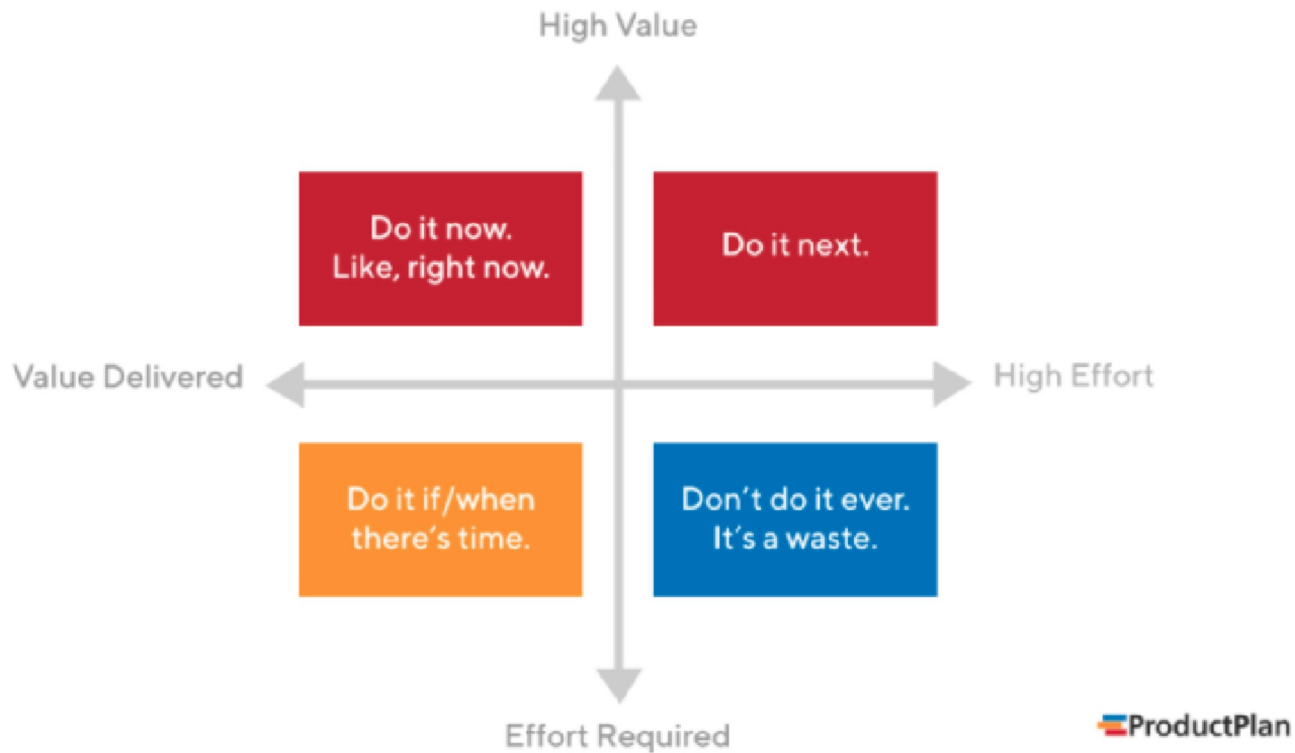 High Value
Do it now.
Like, right now.
Do it next.
Value Delivered
High Effort
Do it if/when
there's time.
Don't do it ever.
It's a waste.
Effort Required
ProductPlan